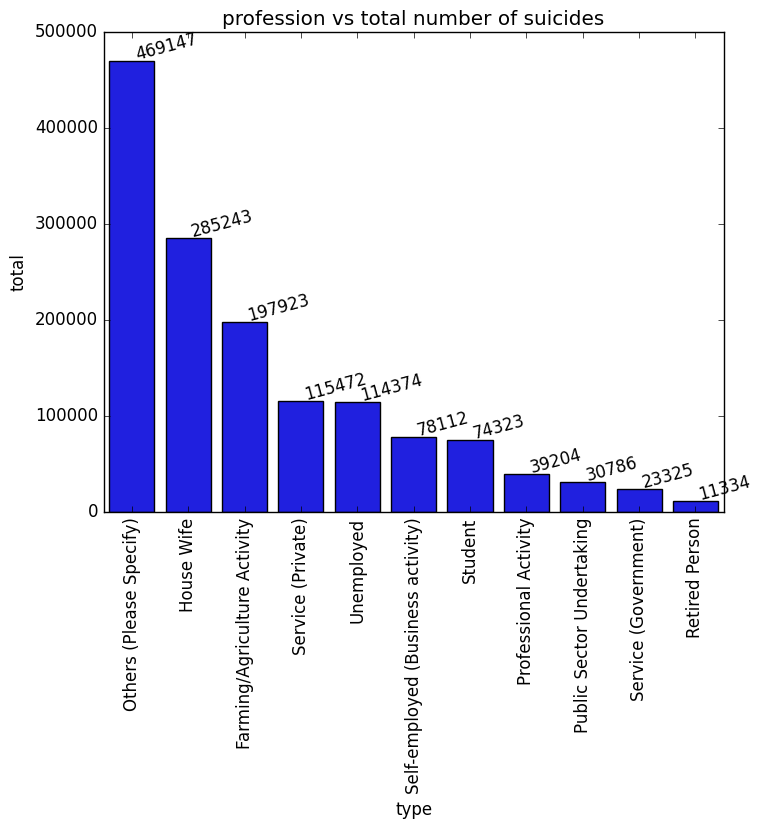 profession vs total number of suicides
500000
400000
300000
200000
100000
0
total
469147
285243
197923
115472
114374
78112
74323
39204
30786
23325
11334
Others (Please Specify)
House Wife
Farming/Agriculture Activity
Service (Private)
Unemployed
Self-employed (Business activity)
Student
Professional Activity
Public Sector Undertaking
Service (Government)
Retired Person
type